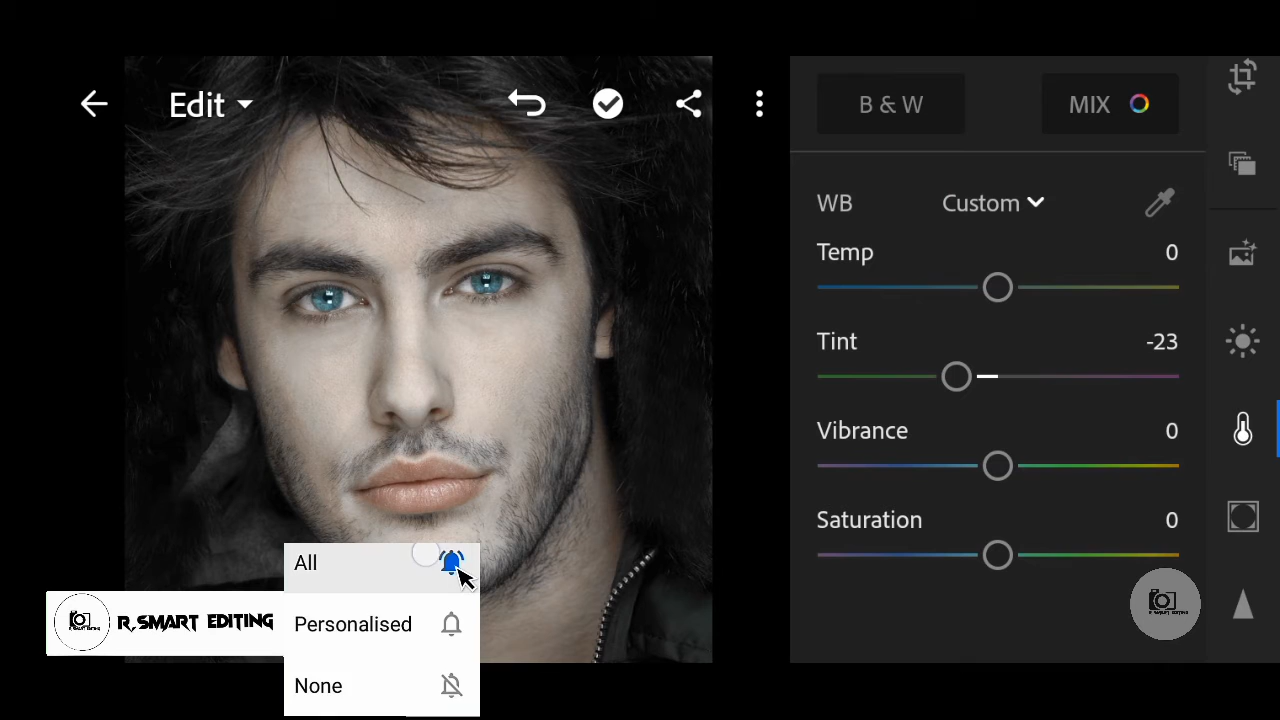 Edit
B & W
MIX
WB
Custom
Temp
0
Tint
-23
Vibrance
0
Saturation
0
All
Personalised
None
R, SMART EDITING